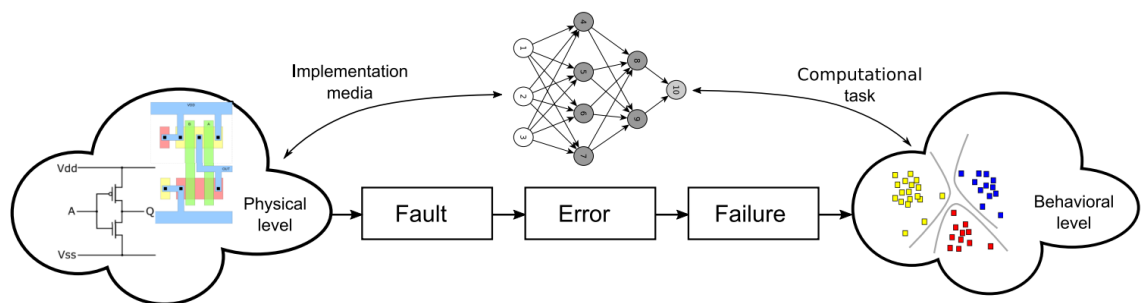 Implementation
media
1
2
3
4
5
6
7
8
9
10
Computational
task
Vdd
A
Q
Vss
Physical
level
Fault
Error
Failure
Behavioral
level